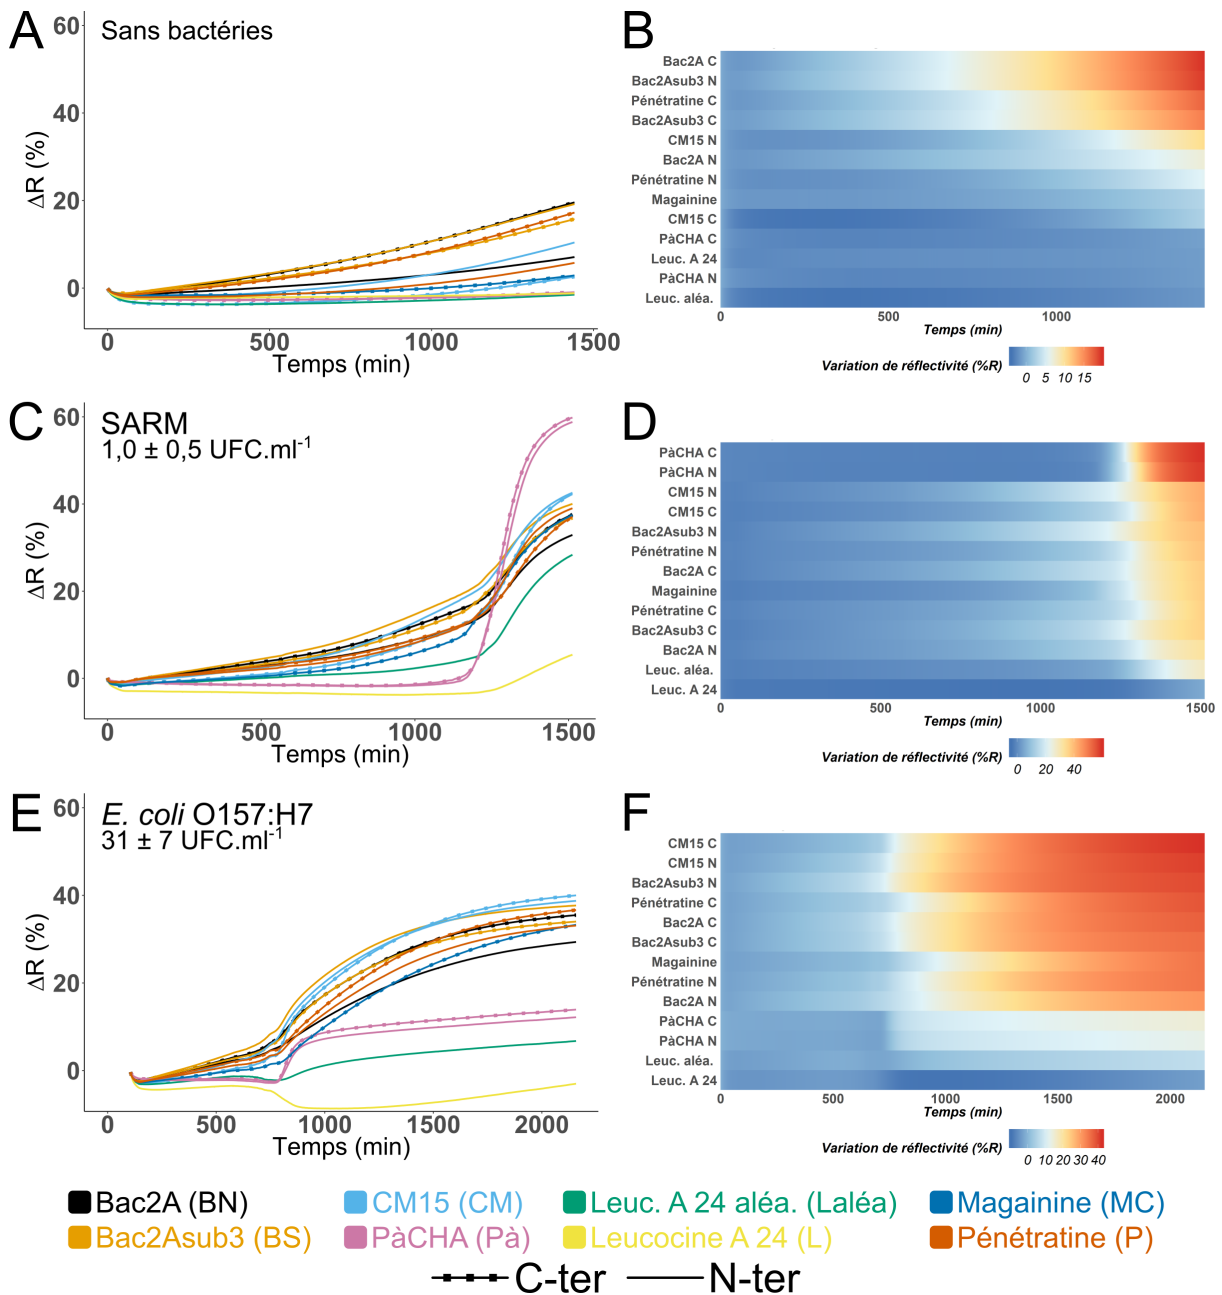 A
Sans bactéries
60
40
20
0
ΔR (%)
0
500
1000
1500
Temps (min)
B
Bac2A C
Bac2Asub3 N
Pénétratine C
Bac2Asub3 C
CM15 N
Bac2A N
Pénétratine N
Magainine
CM15 C
PàCHA C
Leuc. A 24
PàCHA N
Leuc. aléa.
0
500
1000
Temps (min)
Variation de réflectivité (%R)
0 5 10 15
C
SARM
1,0 ± 0,5 UFC.ml-1
60
40
20
0
ΔR (%)
0
500
1000
1500
Temps (min)
D
PàCHA C
PàCHA N
CM15 N
CM15 C
Bac2Asub3 N
Pénétratine N
Bac2A C
Magainine
Pénétratine C
Bac2Asub3 C
Bac2A N
Leuc. aléa.
Leuc. A 24
0
500
1000
1500
Temps (min)
Variation de réflectivité (%R)
0 20 40
E
E. coli O157:H7
31 ± 7 UFC.ml-1
60
40
20
0
ΔR (%)
0
500
1000
1500
2000
Temps (min)
F
CM15 C
CM15 N
Bac2Asub3 N
Pénétratine C
Bac2A C
Bac2Asub3 C
Magainine
Pénétratine N
Bac2A N
PàCHA C
PàCHA N
Leuc. aléa.
Leuc. A 24
0
500
1000
1500
2000
Temps (min)
Variation de réflectivité (%R)
0 10 20 30 40
Bac2A (BN)
CM15 (CM)
Leuc. A 24 aléa. (Laléa)
Magainine (MC)
Bac2Asub3 (BS)
PàCHA (Pà)
Leucocine A 24 (L)
Pénétratine (P)
C-ter
N-ter